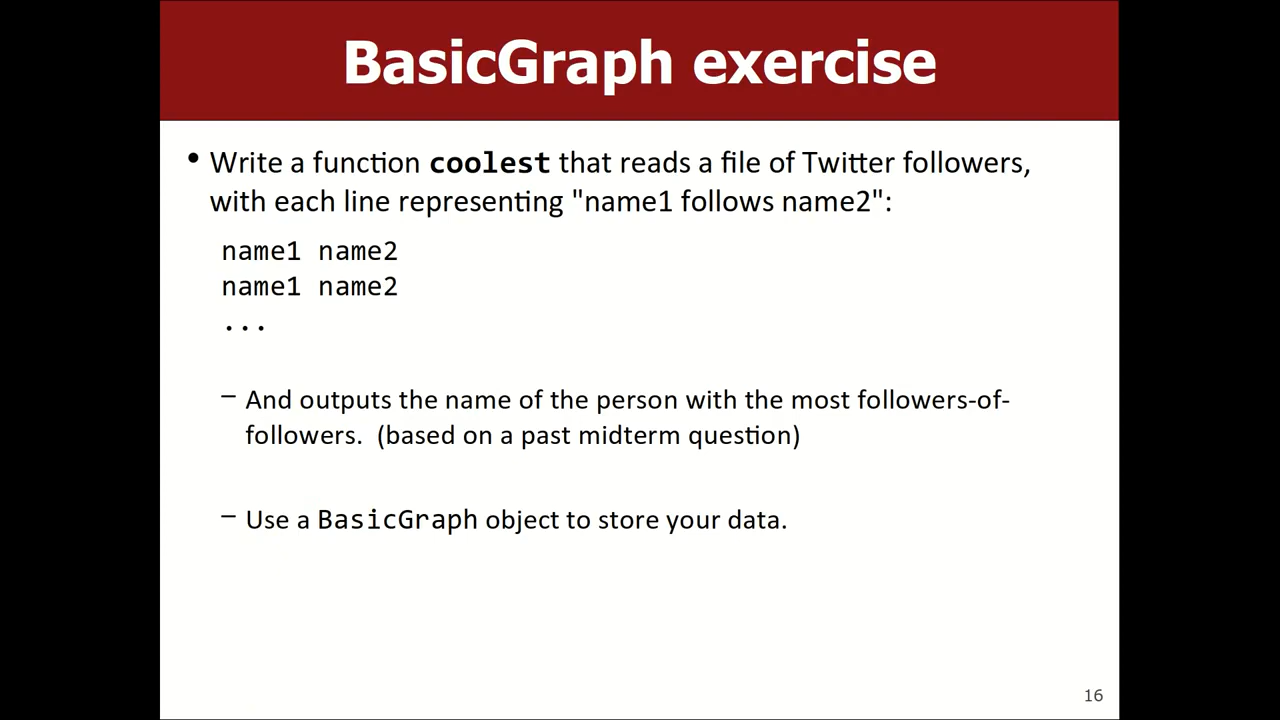 BasicGraph exercise
• Write a function coolest that reads a file of Twitter followers,
with each line representing "name1 follows name2":
name1 name2
name1 name2
...
– And outputs the name of the person with the most followers-of-
followers. (based on a past midterm question)
– Use a BasicGraph object to store your data.
16